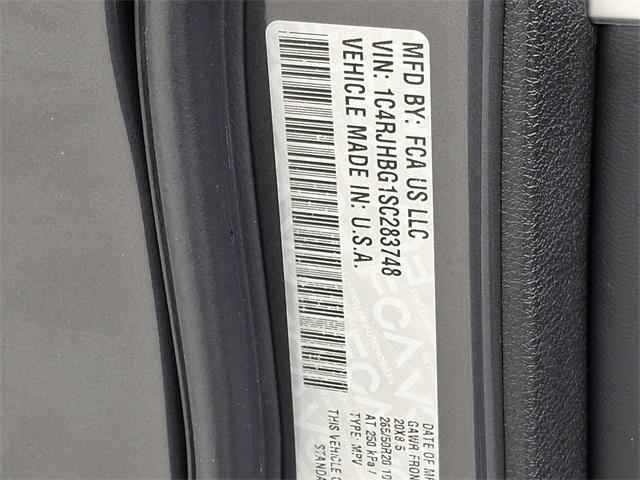 MFD BY: FCA US LLC
VIN: 1C4RJHBG1SC283748
VEHICLE MADE IN: U.S.A.
DATE OF
GAWR FRON
20X8.5
265/50R20
AT 250 kPa /
TYPE: MPV
THIS VEHICLE
STANDA
FCA